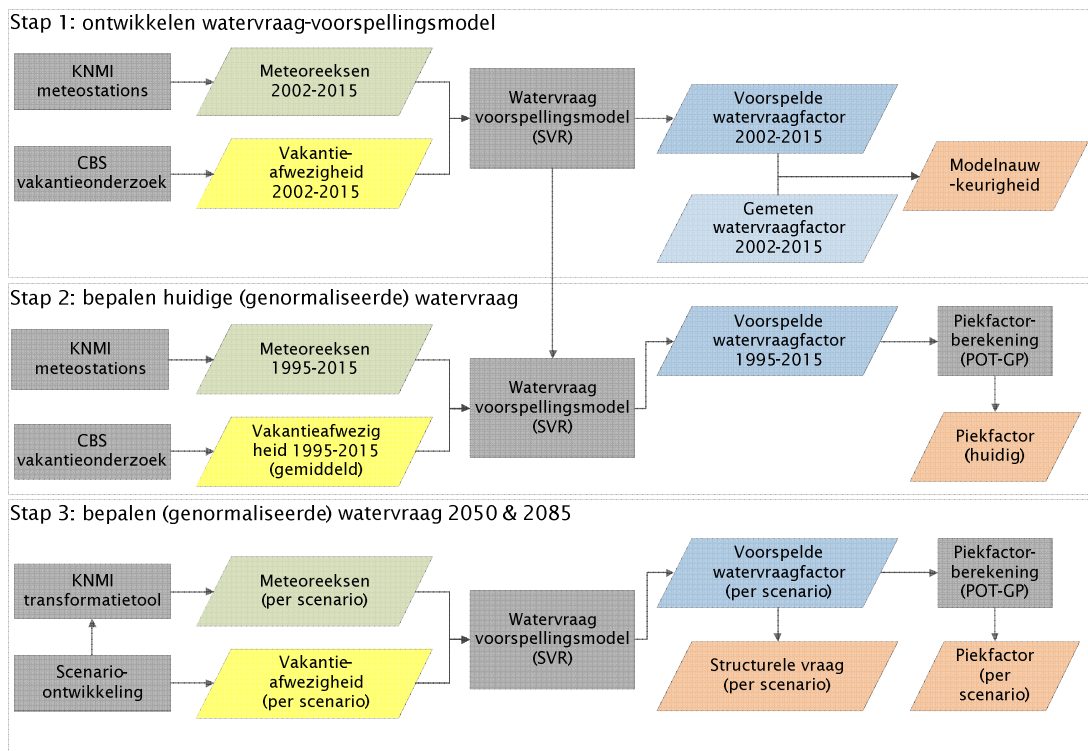 Stap 1: ontwikkelen watervraag-voorspellingsmodel
KNMI
meteostations
Meteoreeksen
2002-2015
CBS
vakantieonderzoek
Vakantie-
afwezigheid
2002-2015
Watervraag
voorspellingsmodel
(SVR)
Voorspelde
watervraagfactor
2002-2015
Gemeten
watervraagfactor
2002-2015
Modelnauw
-keurigheid
Stap 2: bepalen huidige (genormaliseerde) watervraag
KNMI
meteostations
Meteoreeksen
1995-2015
CBS
vakantieonderzoek
Vakantieafwezig
heid 1995-2015
(gemiddeld)
Watervraag
voorspellingsmodel
(SVR)
Voorspelde
watervraagfactor
1995-2015
Piekfactor-
berekening
(POT-GP)
Piekfactor
(huidig)
Stap 3: bepalen (genormaliseerde) watervraag 2050 & 2085
KNMI
transformatietool
Meteoreeksen
(per scenario)
Scenario-
ontwikkeling
Vakantie-
afwezigheid
(per scenario)
Watervraag
voorspellingsmodel
(SVR)
Voorspelde
watervraagfactor
(per scenario)
Structurele vraag
(per scenario)
Piekfactor-
berekening
(POT-GP)
Piekfactor
(per
scenario)